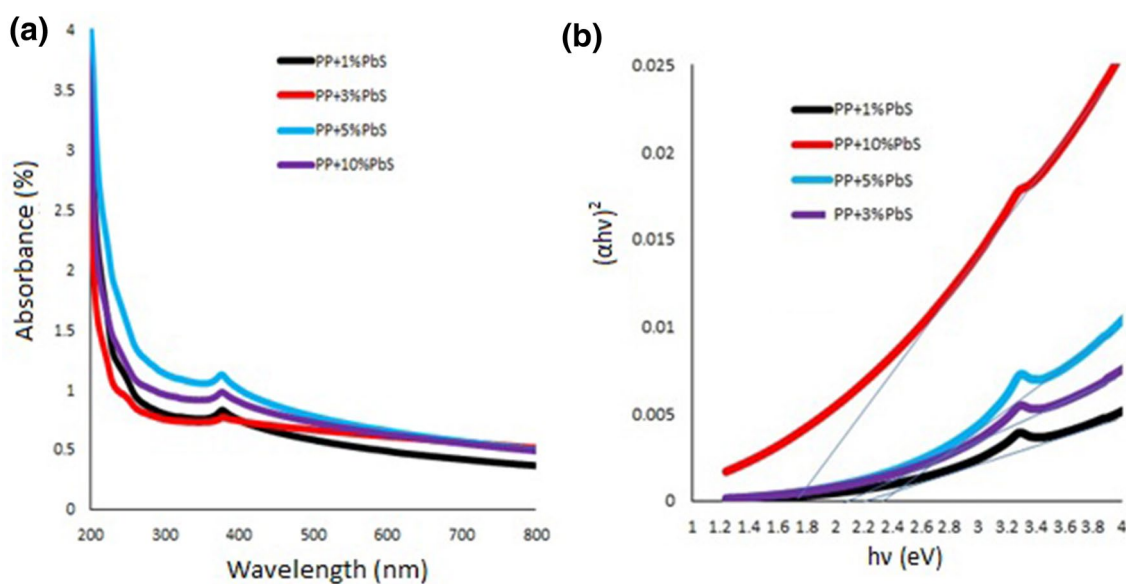 (a)
4
3.5
3
2.5
2
1.5
1
0.5
0
Absorbance (%)
PP+1%PbS
PP+3%PbS
PP+5%PbS
PP+10%PbS
200 300 400 500 600 700 800
Wavelength (nm)
(b)
0.025
0.02
0.015
0.01
0.005
0
(αhν)²
PP+1%PbS
PP+10%PbS
PP+5%PbS
PP+3%PbS
1 1.2 1.4 1.6 1.8 2 2.2 2.4 2.6 2.8 3 3.2 3.4 3.6 3.8 4
hν (eV)